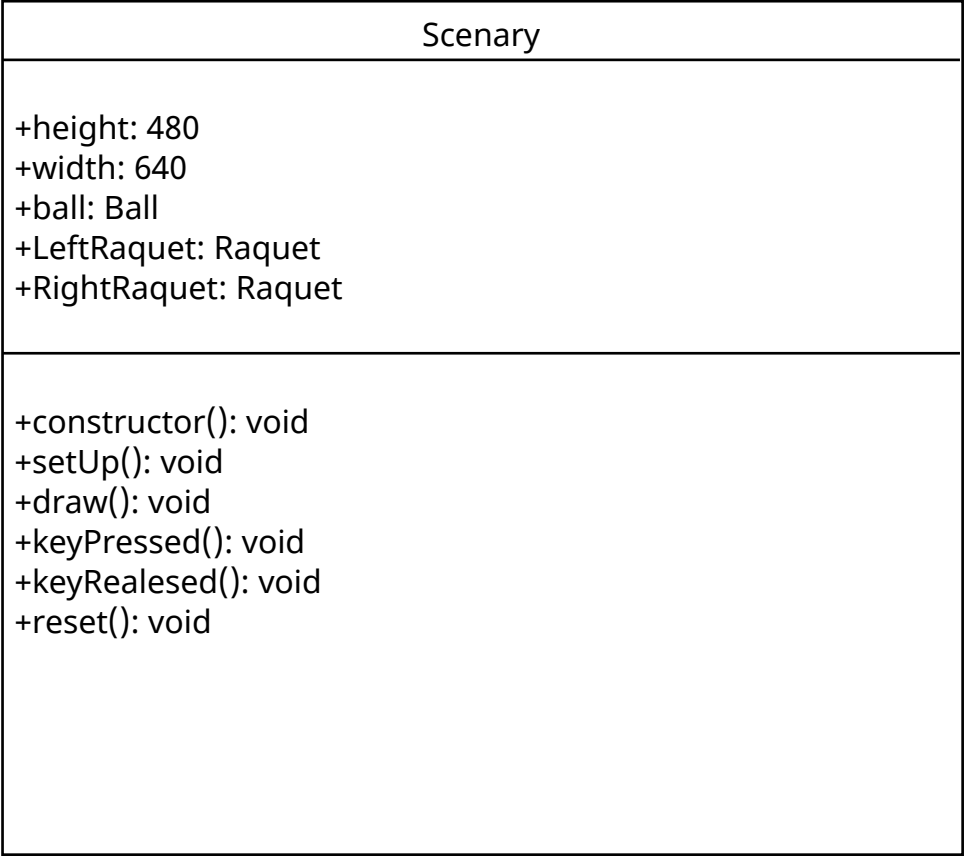 Scenary
+height: 480
+width: 640
+ball: Ball
+LeftRaquet: Raquet
+RightRaquet: Raquet
+constructor(): void
+setUp(): void
+draw(): void
+keyPressed(): void
+keyRealesed(): void
+reset(): void